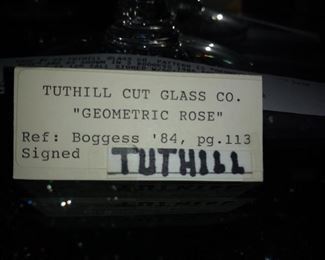 TUTHILL CUT GLASS CO.
"GEOMETRIC ROSE"
Ref: Boggess '84, pg.113
Signed TUTHILL